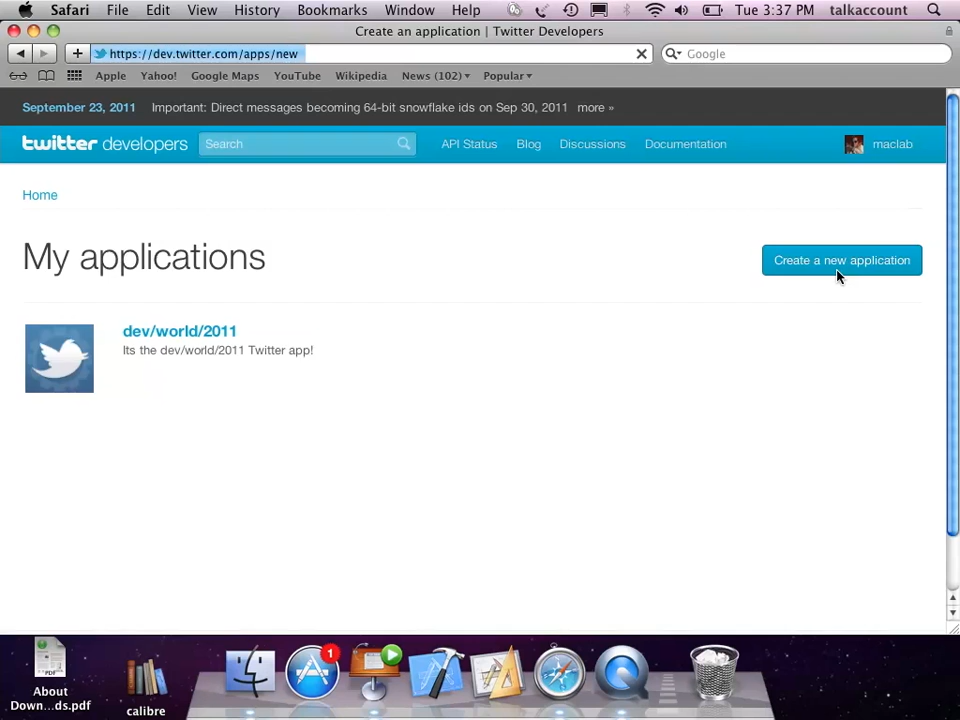 Safari File Edit View History Bookmarks Window Help Tue 3:37 PM talkaccount
Create an application | Twitter Developers
https://dev.twitter.com/apps/new Google
Apple Yahoo! Google Maps YouTube Wikipedia News (102) Popular
September 23, 2011 Important: Direct messages becoming 64-bit snowflake ids on Sep 30, 2011 more »
twitter developers Search API Status Blog Discussions Documentation maclab
Home
My applications Create a new application
dev/world/2011
Its the dev/world/2011 Twitter app!
1
PDF
About
Down...ds.pdf
calibre